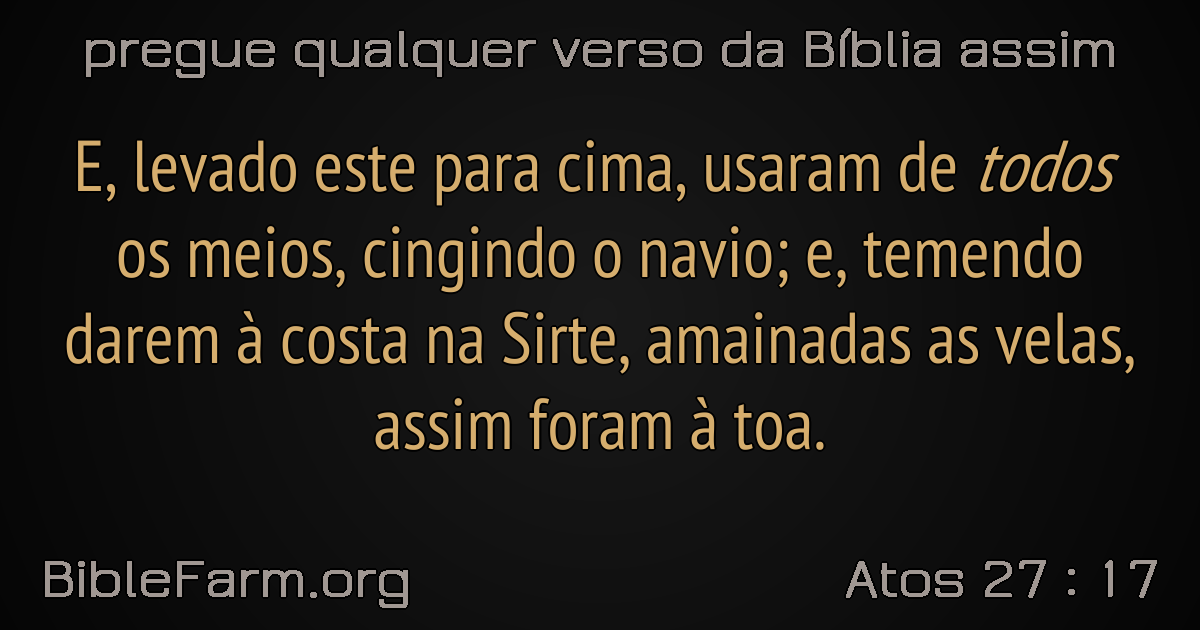 pregue qualquer verso da Bíblia assim
E, levado este para cima, usaram de todos
os meios, cingindo o navio; e, temendo
darem à costa na Sirte, amainadas as velas,
assim foram à toa.
BibleFarm.org
Atos 27 : 17